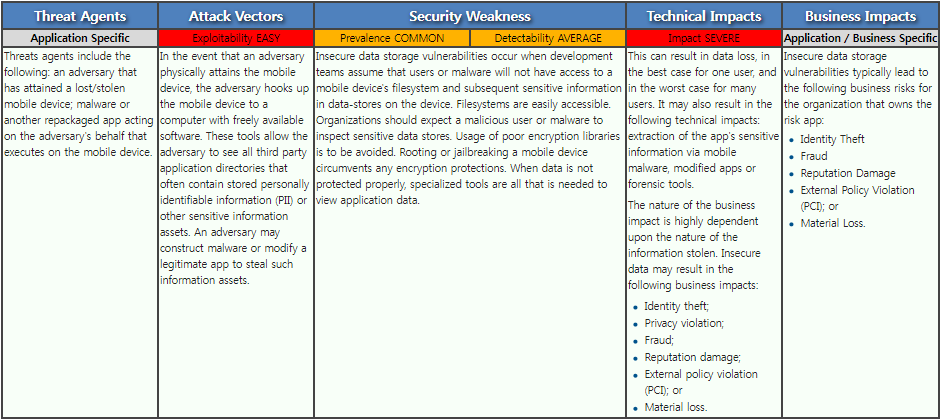 Threat Agents
Attack Vectors
Security Weakness
Technical Impacts
Business Impacts
Application Specific
Exploitability EASY
Prevalence COMMON
Detectability AVERAGE
Impact SEVERE
Application / Business Specific
Threats agents include the
following: an adversary that
has attained a lost/stolen
mobile device; malware or
another repackaged app acting
on the adversary's behalf that
executes on the mobile device.
In the event that an adversary
physically attains the mobile
device, the adversary hooks up
the mobile device to a
computer with freely available
software. These tools allow the
adversary to see all third party
application directories that
often contain stored personally
identifiable information (PII) or
other sensitive information
assets. An adversary may
construct malware or modify a
legitimate app to steal such
information assets.
Insecure data storage vulnerabilities occur when development
teams assume that users or malware will not have access to a
mobile device's filesystem and subsequent sensitive information
in data-stores on the device. Filesystems are easily accessible.
Organizations should expect a malicious user or malware to
inspect sensitive data stores. Usage of poor encryption libraries
is to be avoided. Rooting or jailbreaking a mobile device
circumvents any encryption protections. When data is not
protected properly, specialized tools are all that is needed to
view application data.
This can result in data loss, in
the best case for one user, and
in the worst case for many
users. It may also result in the
following technical impacts:
extraction of the app's sensitive
information via mobile
malware, modified apps or
forensic tools.
The nature of the business
impact is highly dependent
upon the nature of the
information stolen. Insecure
data may result in the
following business impacts:
Identity theft;
Privacy violation;
Fraud;
Reputation damage;
External policy violation
(PCI); or
Material loss.
Insecure data storage
vulnerabilities typically lead to
the following business risks for
the organization that owns the
risk app:
Identity Theft
Fraud
Reputation Damage
External Policy Violation
(PCI); or
Material Loss.